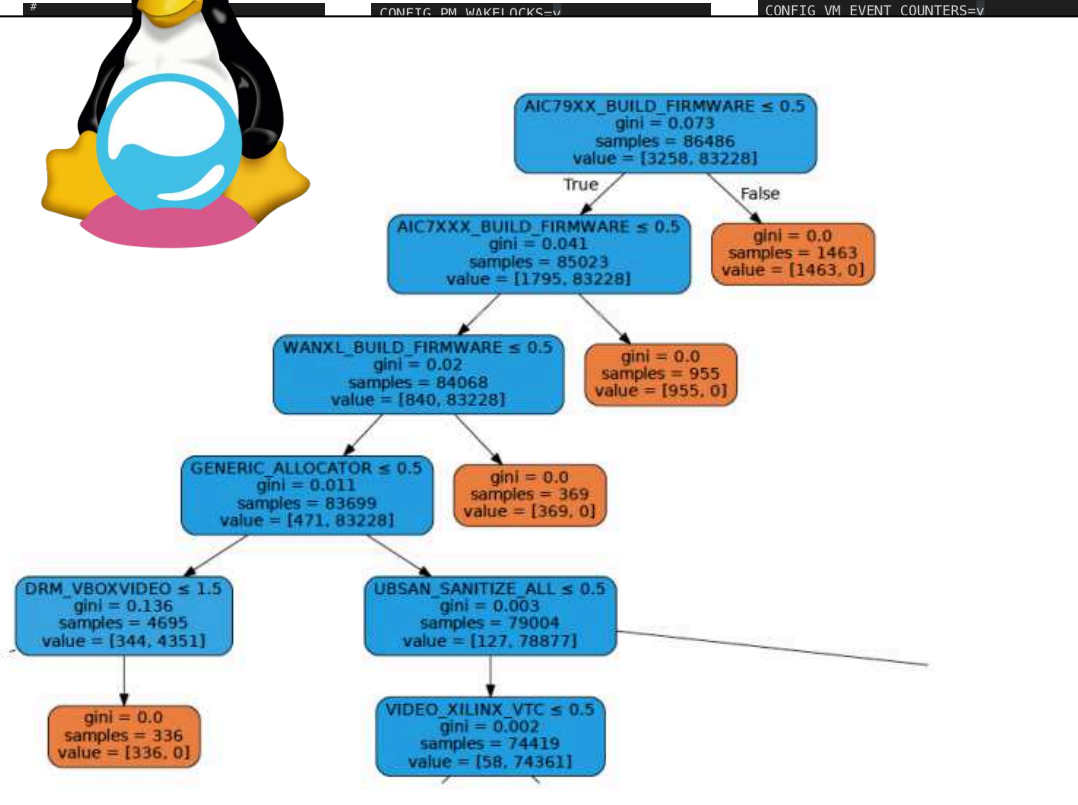 #
CONFIG_PM_WAKELOCKS=y
CONFIG_VM_EVENT_COUNTERS=y
AIC79XX_BUILD_FIRMWARE ≤ 0.5
gini = 0.073
samples = 86486
value = [3258, 83228]
True
False
AIC7XXX_BUILD_FIRMWARE ≤ 0.5
gini = 0.041
samples = 85023
value = [1795, 83228]
gini = 0.0
samples = 1463
value = [1463, 0]
WANXL_BUILD_FIRMWARE ≤ 0.5
gini = 0.02
samples = 84068
value = [840, 83228]
gini = 0.0
samples = 955
value = [955, 0]
GENERIC_ALLOCATOR ≤ 0.5
gini = 0.011
samples = 83699
value = [471, 83228]
gini = 0.0
samples = 369
value = [369, 0]
DRM_VBOXVIDEO ≤ 1.5
gini = 0.136
samples = 4695
value = [344, 4351]
UBSAN_SANITIZE_ALL ≤ 0.5
gini = 0.003
samples = 79004
value = [127, 78877]
gini = 0.0
samples = 336
value = [336, 0]
VIDEO_XILINX_VTC ≤ 0.5
gini = 0.002
samples = 74419
value = [58, 74361]